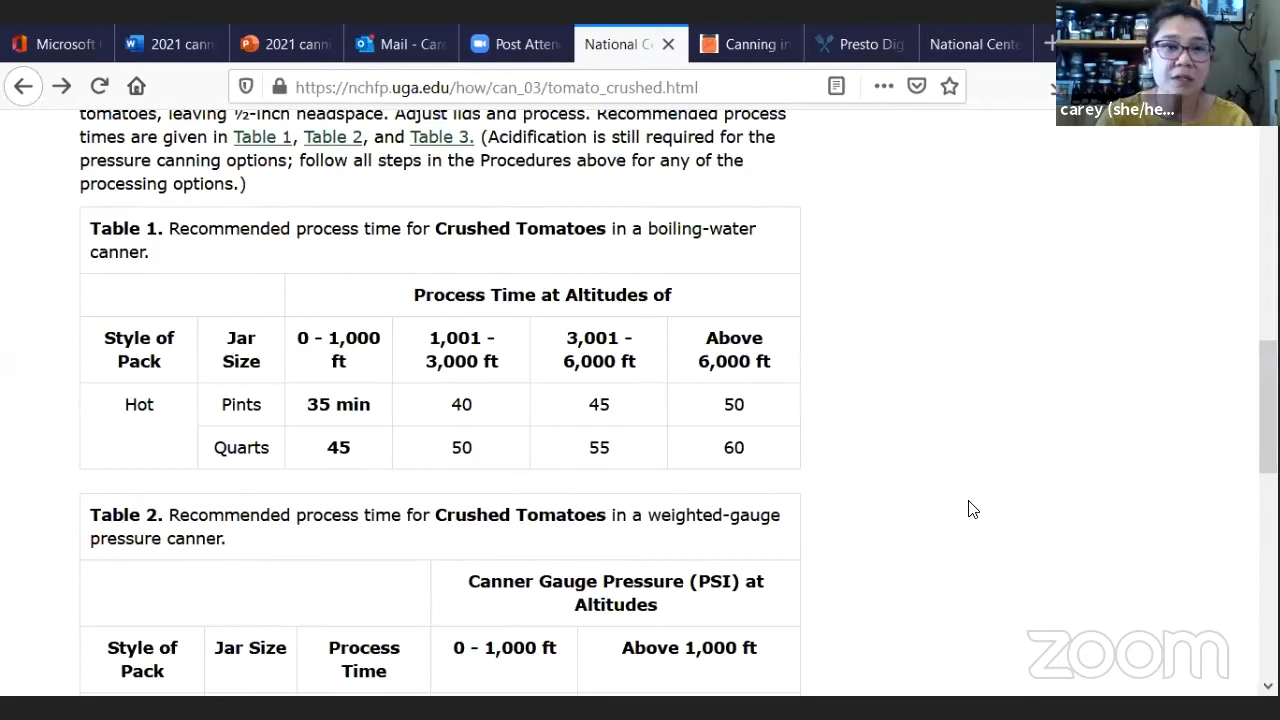 Microsoft
2021 cann
2021 cann
Mail - Car
Post Atten
National C
Canning in
Presto Dig
National Cente
https://nchfp.uga.edu/how/can_03/tomato_crushed.html
carey (she/he...
tomatoes, leaving ½-inch headspace. Adjust lids and process. Recommended process
times are given in Table 1, Table 2, and Table 3. (Acidification is still required for the
pressure canning options; follow all steps in the Procedures above for any of the
processing options.)
Table 1. Recommended process time for Crushed Tomatoes in a boiling-water
canner.
Process Time at Altitudes of
Style of Pack
Jar Size
0 - 1,000 ft
1,001 - 3,000 ft
3,001 - 6,000 ft
Above 6,000 ft
Hot
Pints
35 min
40
45
50
Quarts
45
50
55
60
Table 2. Recommended process time for Crushed Tomatoes in a weighted-gauge
pressure canner.
Canner Gauge Pressure (PSI) at
Altitudes
Style of Pack
Jar Size
Process Time
0 - 1,000 ft
Above 1,000 ft
zoom